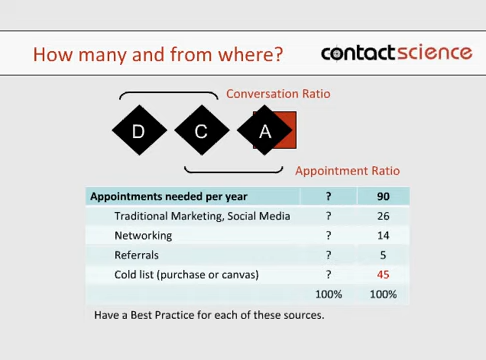 How many and from where?
contactscience
Conversation Ratio
D C A
Appointment Ratio
Appointments needed per year ? 90
Traditional Marketing, Social Media ? 26
Networking ? 14
Referrals ? 5
Cold list (purchase or canvas) ? 45
100% 100%
Have a Best Practice for each of these sources.